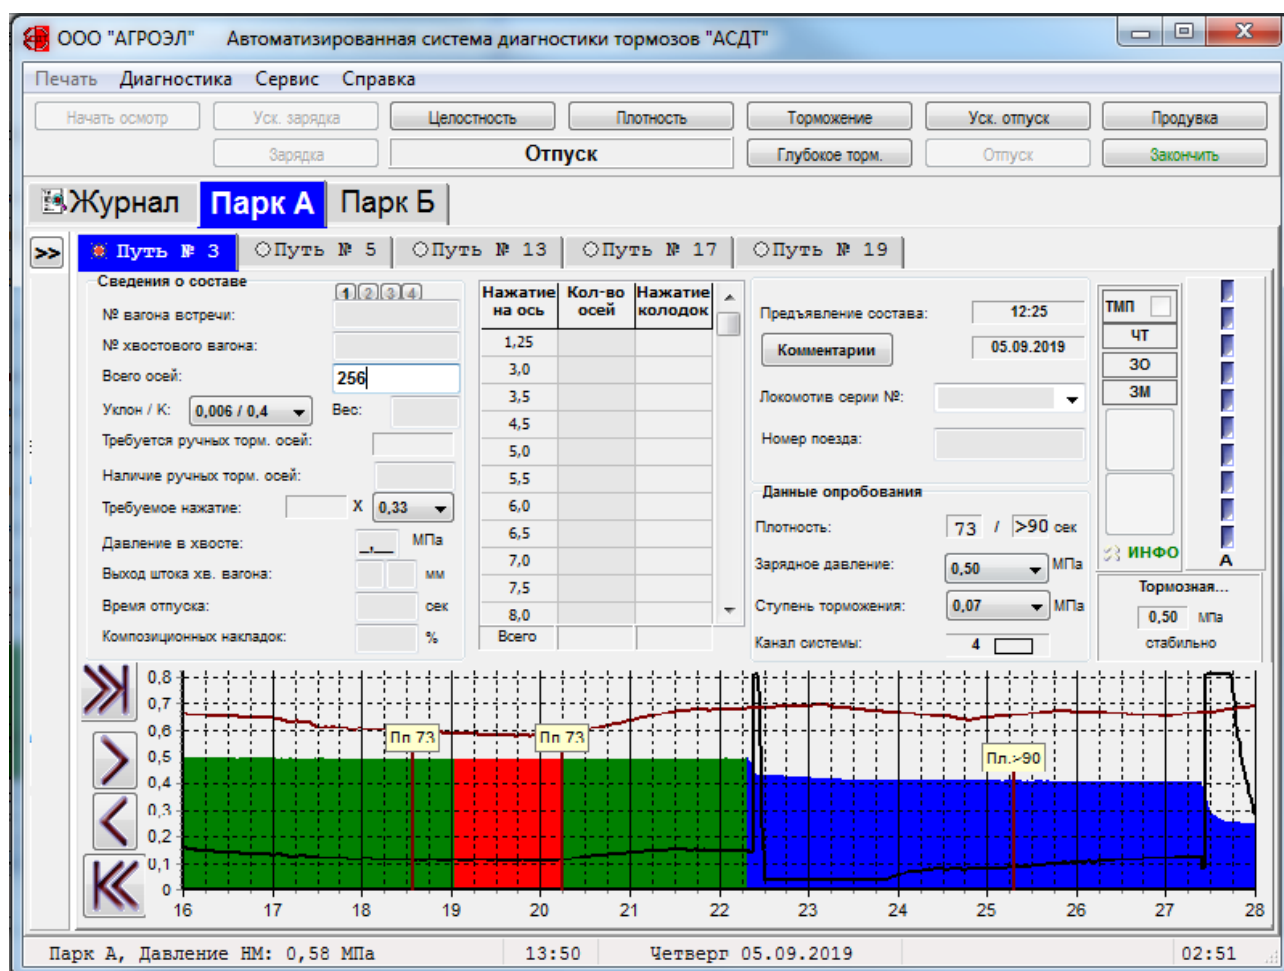 ООО "АГРОЭЛ" Автоматизированная система диагностики тормозов "АСДТ"
Печать Диагностика Сервис Справка
Начать осмотр Уск. зарядка Целостность Плотность Торможение Уск. отпуск Продувка
Зарядка Отпуск Глубокое торм. Отпуск Закончить
Журнал Парк А Парк Б
>> Путь № 3 Путь № 5 Путь № 13 Путь № 17 Путь № 19
Сведения о составе
1 2 3 4
№ вагона встречи:
№ хвостового вагона:
Всего осей: 256
Уклон / К: 0,006 / 0,4 Вес:
Требуется ручных торм. осей:
Наличие ручных торм. осей:
Требуемое нажатие: X 0,33
Давление в хвосте: _,__ МПа
Выход штока хв. вагона: мм
Время отпуска: сек
Композиционных накладок: %
Нажатие на ось Кол-во осей Нажатие колодок
1,25
3,0
3,5
4,5
5,0
5,5
6,0
6,5
7,0
7,5
8,0
Всего
Предъявление состава: 12:25
Комментарии 05.09.2019
Локомотив серии №:
Номер поезда:
Данные опробования
Плотность: 73 / >90 сек
Зарядное давление: 0,50 МПа
Ступень торможения: 0,07 МПа
Канал системы: 4
ТМП
ЧТ
ЗО
ЗМ
ИНФО
А
Тормозная...
0,50 МПа
стабильно
0,8
0,7
0,6
0,5
0,4
0,3
0,2
0,1
0
Пл 73 Пл 73 Пл.>90
16 17 18 19 20 21 22 23 24 25 26 27 28
Парк А, Давление НМ: 0,58 МПа 13:50 Четверг 05.09.2019 02:51